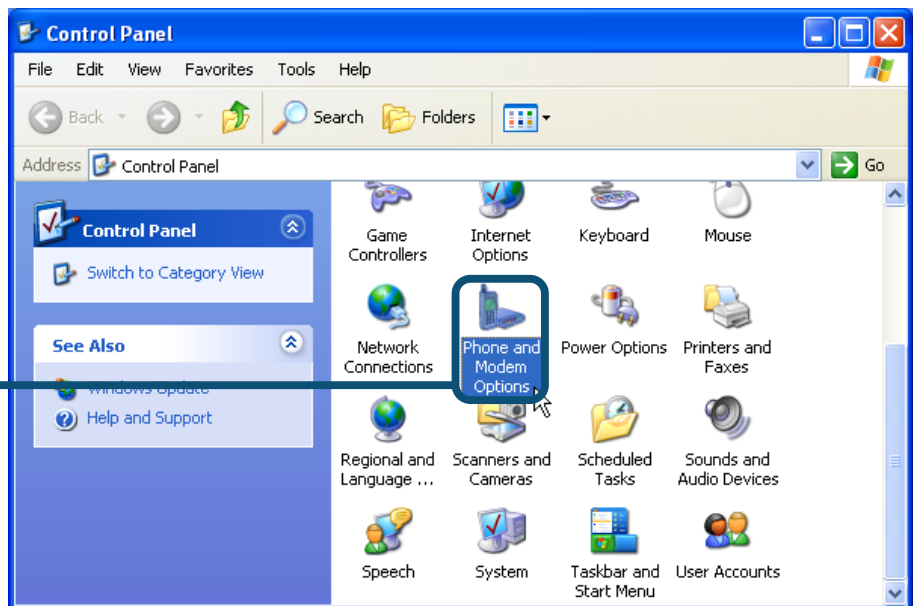 Control Panel
File Edit View Favorites Tools Help
Back Search Folders
Address Control Panel Go
Control Panel
Switch to Category View
See Also
Windows Update
Help and Support
Game
Controllers
Internet
Options
Keyboard
Mouse
Network
Connections
Phone and
Modem
Options
Power Options
Printers and
Faxes
Regional and
Language ...
Scanners and
Cameras
Scheduled
Tasks
Sounds and
Audio Devices
Speech
System
Taskbar and
Start Menu
User Accounts